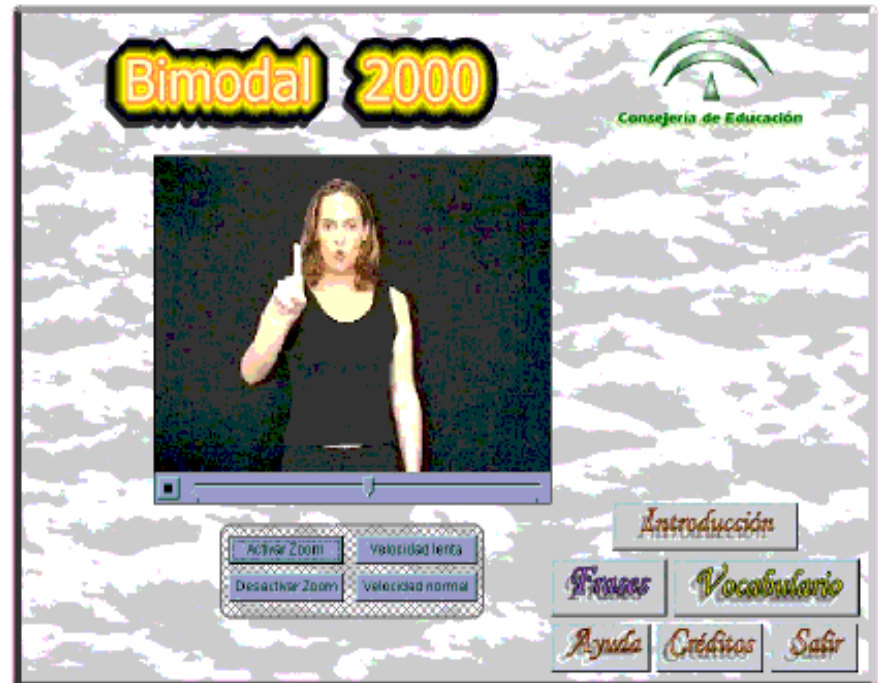 Bimodal 2000
Consejería de Educación
Activar Zoom
Velocidad lenta
Desactivar Zoom
Velocidad normal
Introducción
Frases
Vocabulario
Ayuda
Créditos
Salir